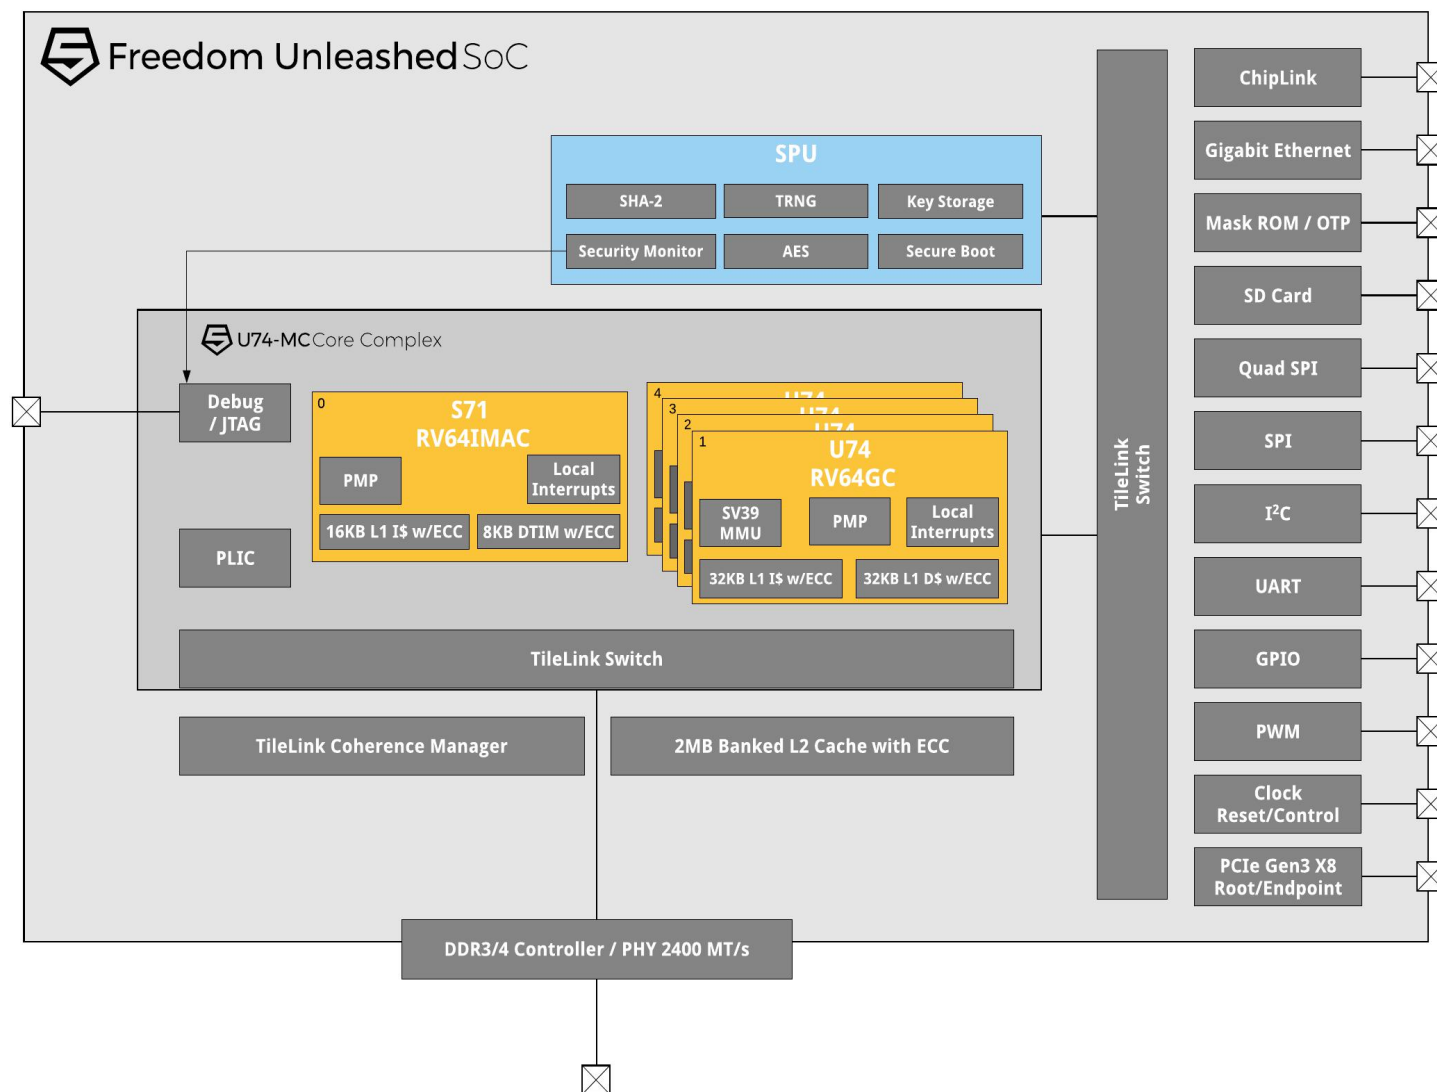 Freedom Unleashed SoC
SPU
SHA-2
TRNG
Key Storage
Security Monitor
AES
Secure Boot
U74-MC Core Complex
Debug
/ JTAG
PLIC
0
S71
RV64IMAC
PMP
Local
Interrupts
16KB L1 I$ w/ECC
8KB DTIM w/ECC
4
U74
3
U74
2
U74
1
U74
RV64GC
SV39
MMU
PMP
Local
Interrupts
32KB L1 I$ w/ECC
32KB L1 D$ w/ECC
TileLink Switch
TileLink Coherence Manager
2MB Banked L2 Cache with ECC
DDR3/4 Controller / PHY 2400 MT/s
TileLink
Switch
ChipLink
Gigabit Ethernet
Mask ROM / OTP
SD Card
Quad SPI
SPI
I²C
UART
GPIO
PWM
Clock
Reset/Control
PCIe Gen3 X8
Root/Endpoint